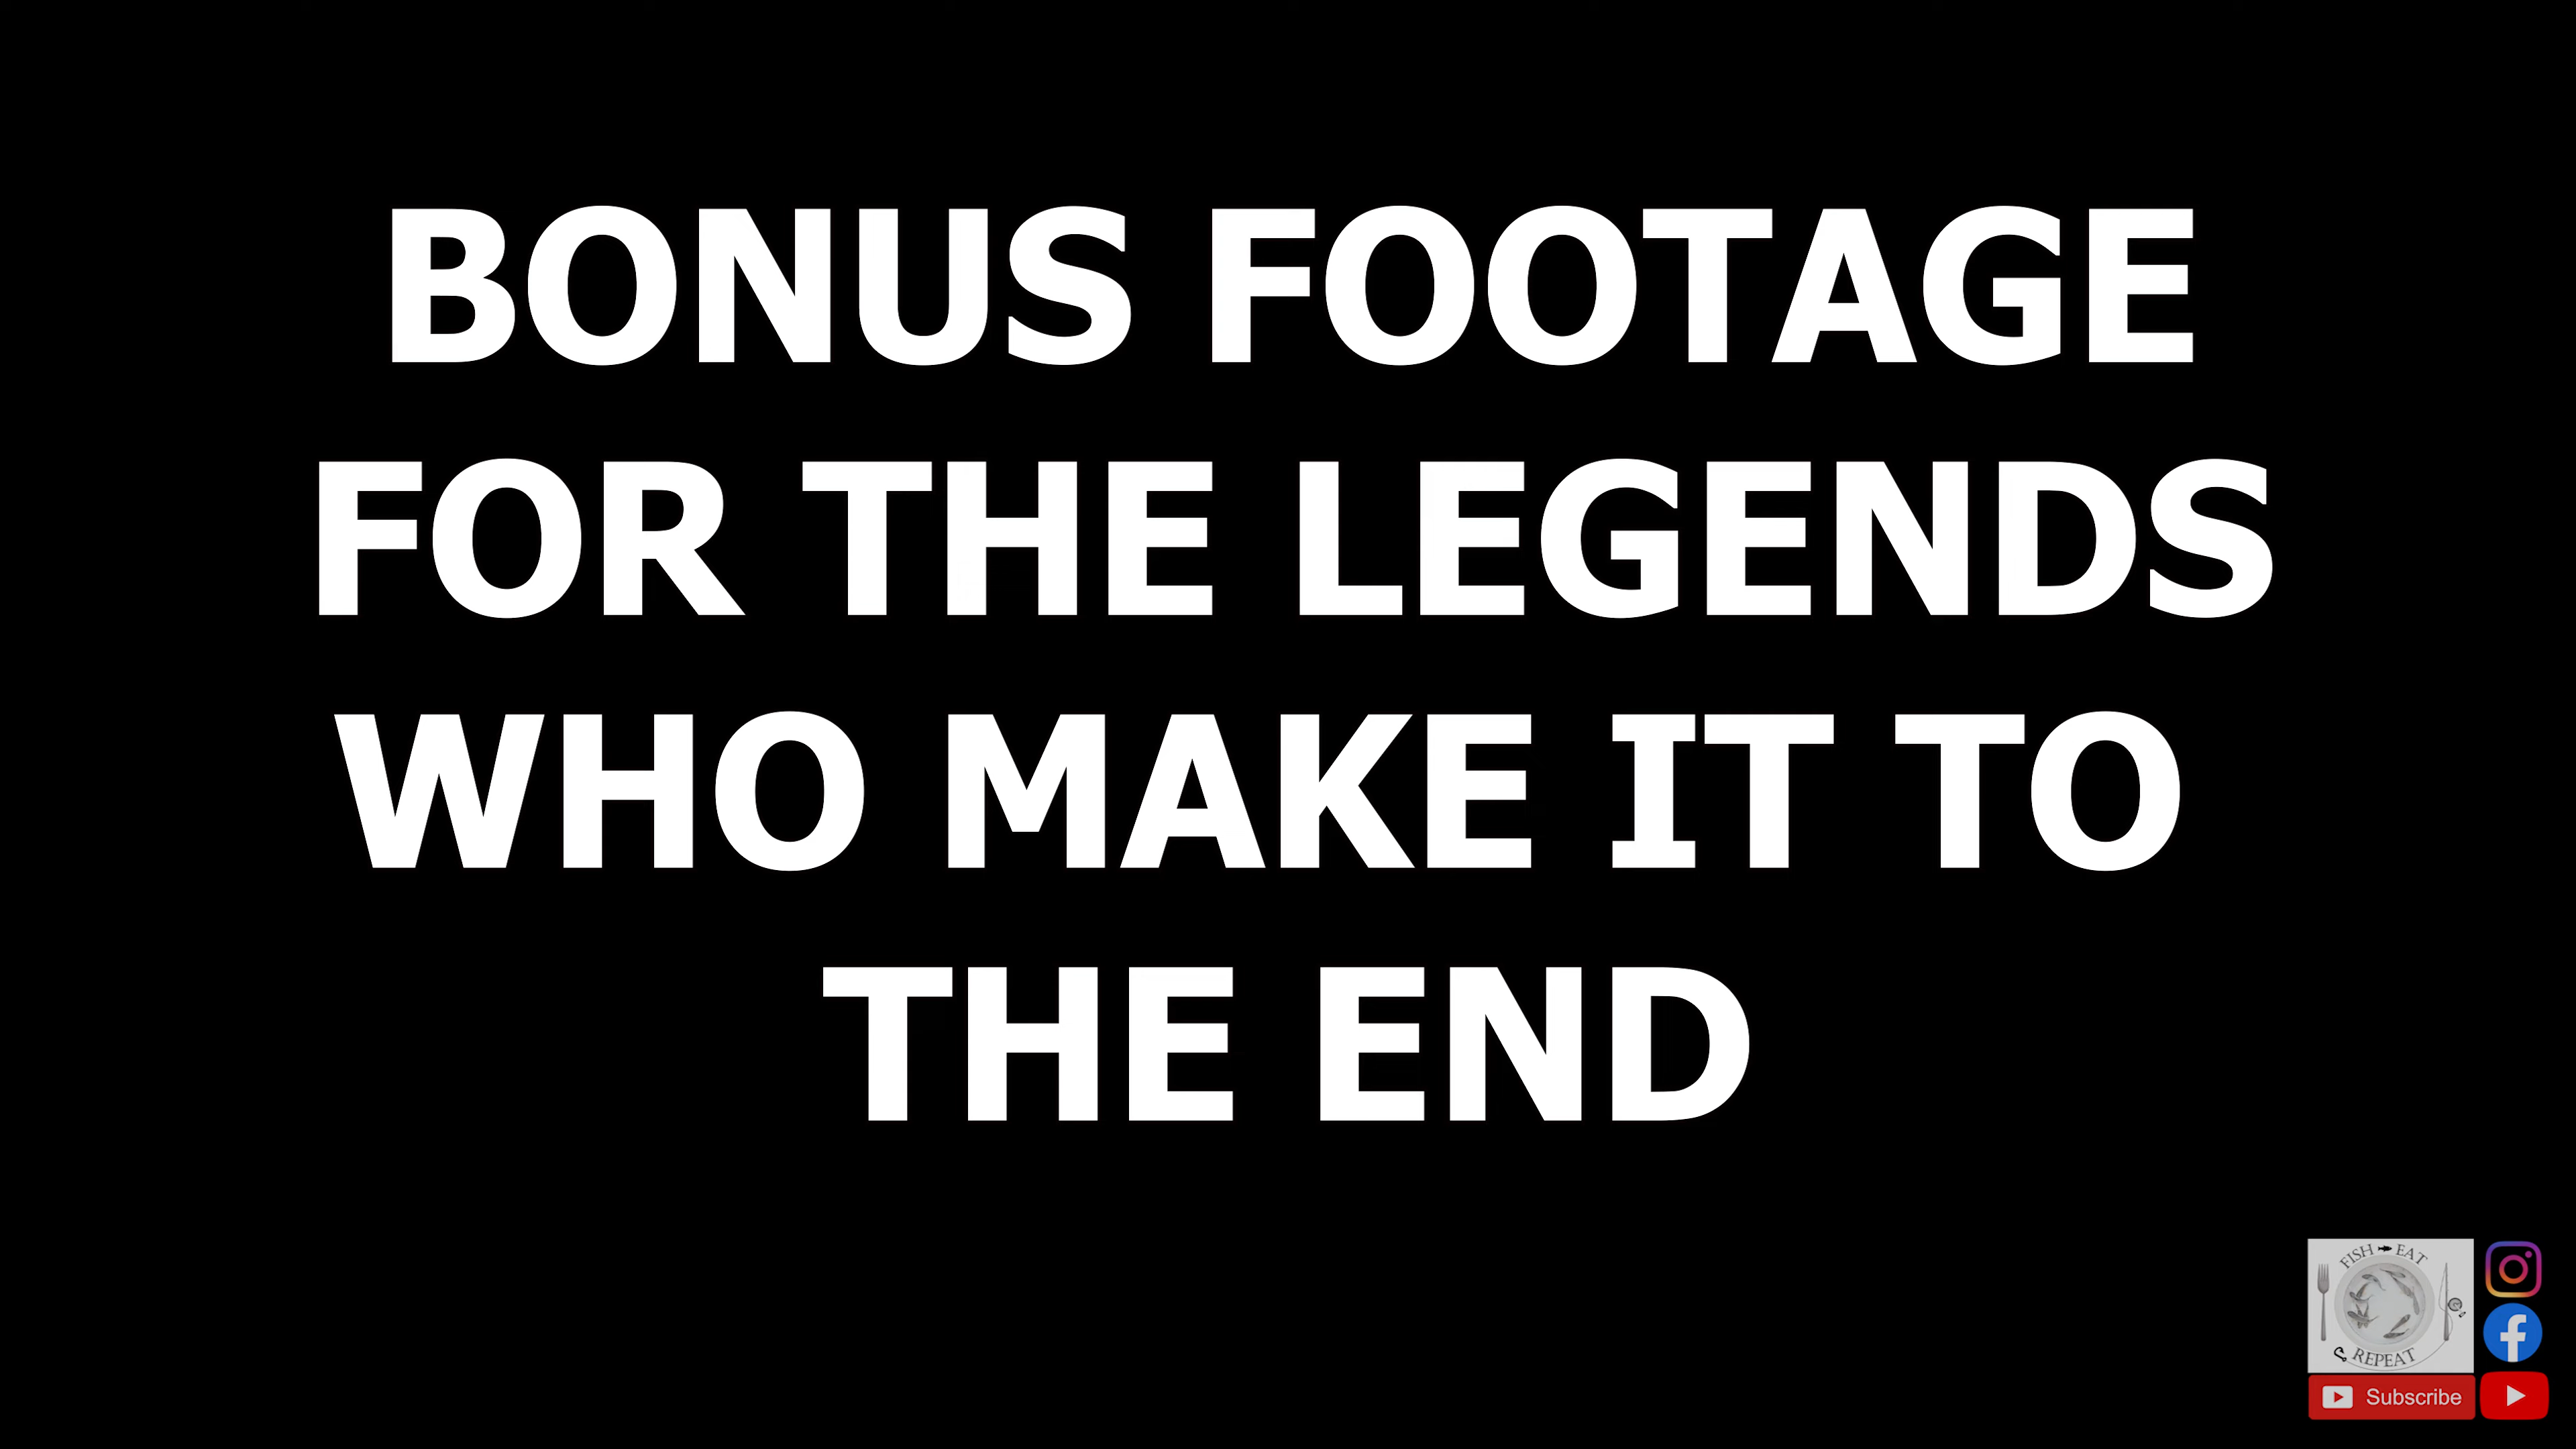 BONUS FOOTAGE
FOR THE LEGENDS
WHO MAKE IT TO
THE END
FISH EAT
REPEAT
Subscribe